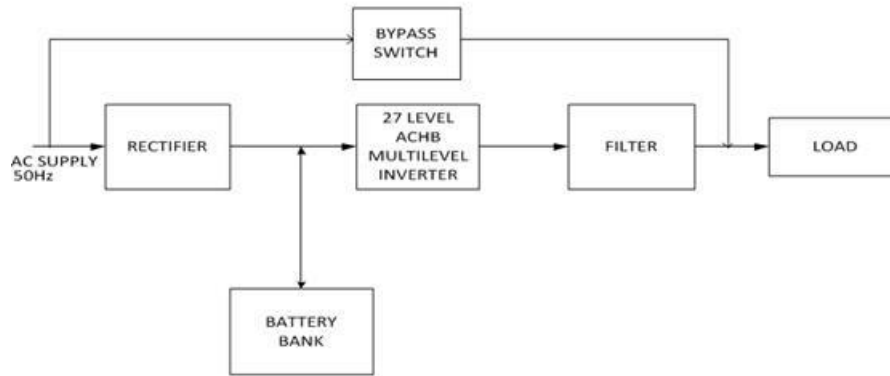 BYPASS
SWITCH
AC SUPPLY
50Hz
RECTIFIER
27 LEVEL
ACHB
MULTILEVEL
INVERTER
FILTER
LOAD
BATTERY
BANK